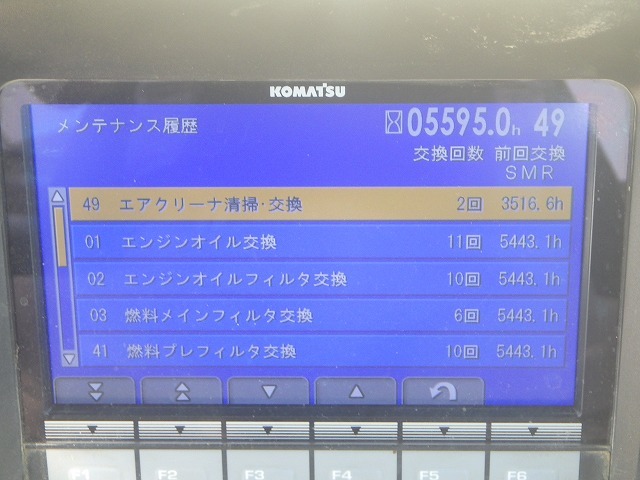 KOMATSU
メンテナンス履歴 05595.0h 49
交換回数 前回交換
SMR
49 エアクリーナ清掃･交換 2回 3516.6h
01 エンジンオイル交換 11回 5443.1h
02 エンジンオイルフィルタ交換 10回 5443.1h
03 燃料メインフィルタ交換 6回 5443.1h
41 燃料プレフィルタ交換 10回 5443.1h
F1 F2 F3 F4 F5 F6